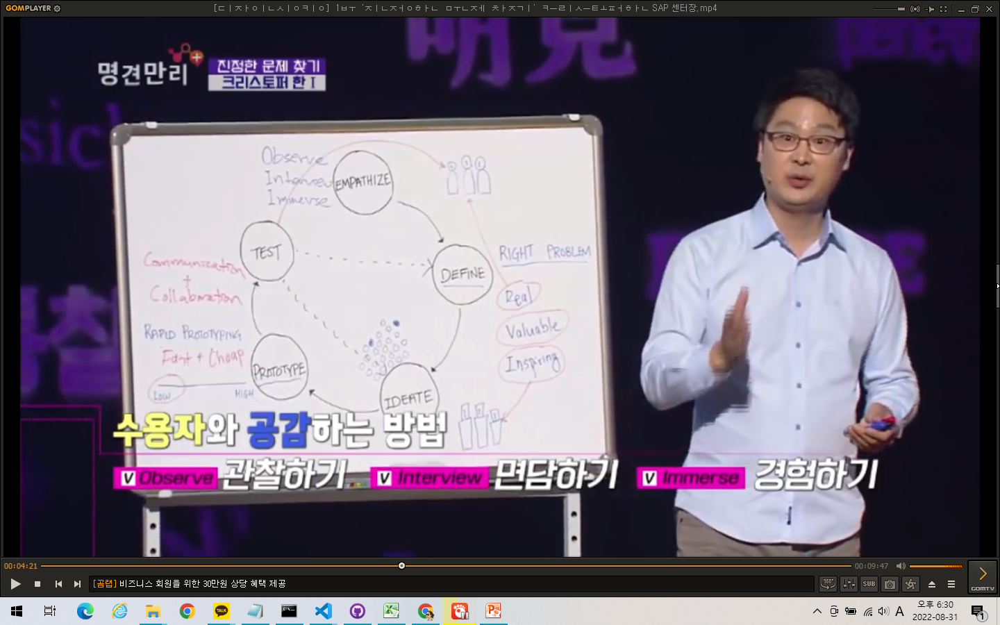 GOMPLAYER
[ㄷㅣㅈㅏㅇㅣㄴㅅㅣㅇㅋㅣㅇ] 1ㅂㅜ 'ㅈㅣㄴㅈㅓㅇㅎㅏㄴ ㅁㅜㄴㅈㅔ ㅊㅏㅈㄱㅣ' ㅋㅡㄹㅣㅅㅡㅌㅗㅍㅓㅎㅏㄴ SAP 센터장.mp4
명견만리
진정한 문제 찾기
크리스토퍼 한 I
Observe
Interview
Immerse
EMPATHIZE
TEST
DEFINE
RIGHT PROBLEM
Communication
+
Collaboration
Real
Valuable
Inspiring
RAPID PROTOTYPING
Fast + Cheap
LOW
HIGH
PROTOTYPE
IDEATE
수용자와 공감하는 방법
V Observe 관찰하기 V Interview 면담하기 V Immerse 경험하기
00:04:21
00:09:47
[곰랩] 비즈니스 회원을 위한 30만원 상당 혜택 제공
360°
SUB
GOMTV
TALK
A
오후 6:30
2022-08-31
1